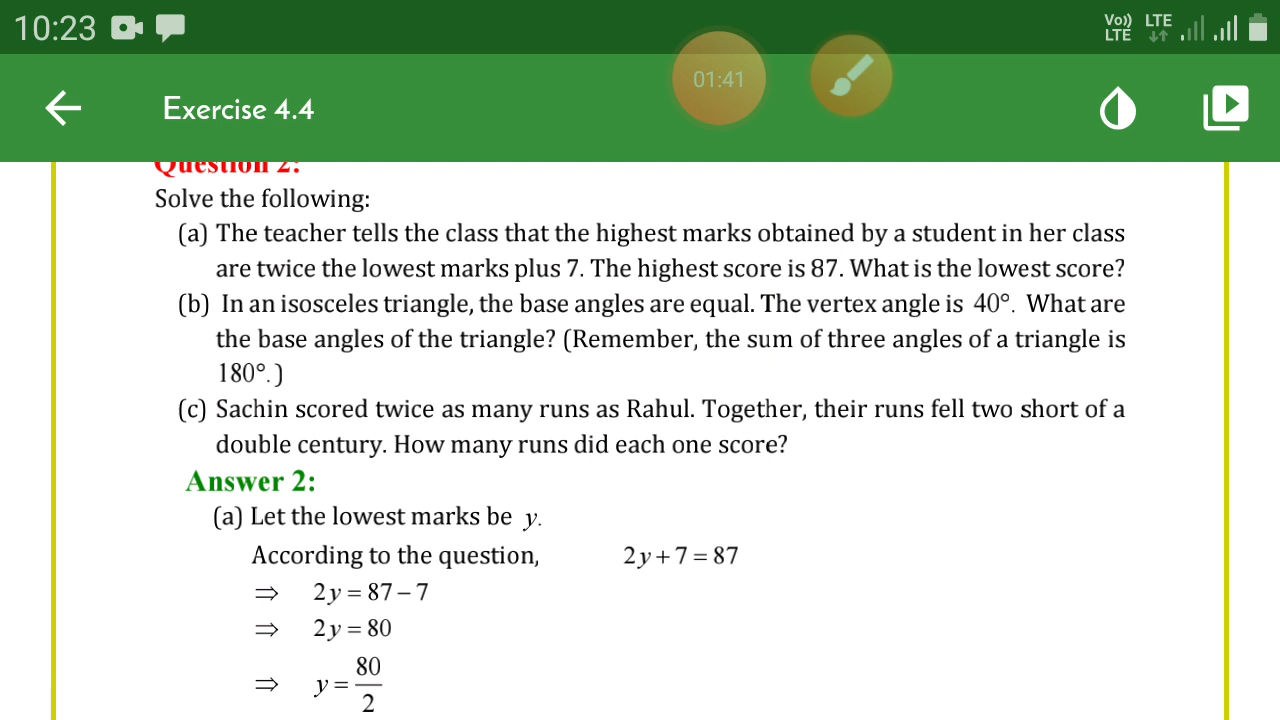 10:23
Vo)) LTE
LTE
01:41
Exercise 4.4
Question 2:
Solve the following:
(a) The teacher tells the class that the highest marks obtained by a student in her class
are twice the lowest marks plus 7. The highest score is 87. What is the lowest score?
(b) In an isosceles triangle, the base angles are equal. The vertex angle is 40°. What are
the base angles of the triangle? (Remember, the sum of three angles of a triangle is
180°.)
(c) Sachin scored twice as many runs as Rahul. Together, their runs fell two short of a
double century. How many runs did each one score?
Answer 2:
(a) Let the lowest marks be y.
According to the question, 2y + 7 = 87
⇒ 2y = 87 – 7
⇒ 2y = 80
⇒ y = 80/2